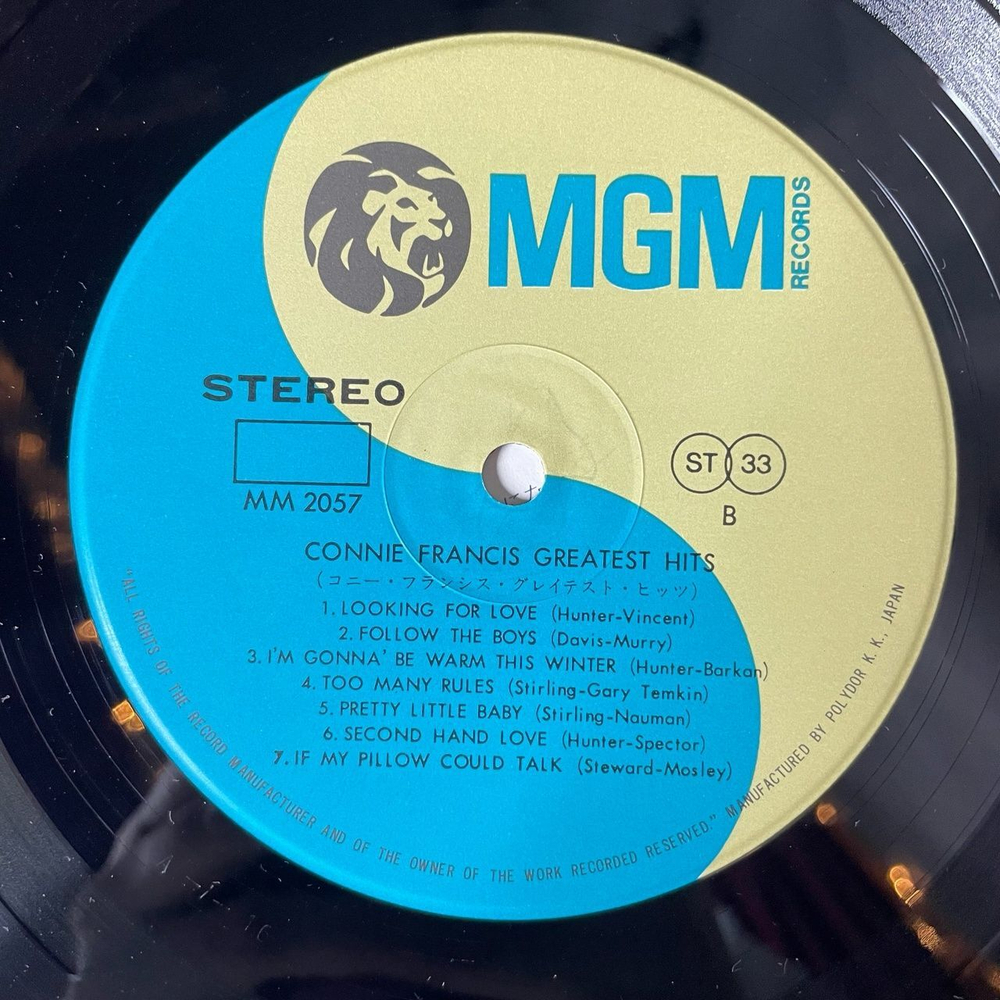 MGM RECORDS
STEREO
MM 2057
ST 33
B
CONNIE FRANCIS GREATEST HITS
(コニー・フランシス・グレイテスト・ヒッツ)
1. LOOKING FOR LOVE (Hunter-Vincent)
2. FOLLOW THE BOYS (Davis-Murry)
3. I'M GONNA' BE WARM THIS WINTER (Hunter-Barkan)
4. TOO MANY RULES (Stirling-Gary Temkin)
5. PRETTY LITTLE BABY (Stirling-Nauman)
6. SECOND HAND LOVE (Hunter-Spector)
7. IF MY PILLOW COULD TALK (Steward-Mosley)
"ALL RIGHTS OF THE RECORD MANUFACTURER AND OF THE OWNER OF THE WORK RECORDED RESERVED." MANUFACTURED BY POLYDOR K. K., JAPAN